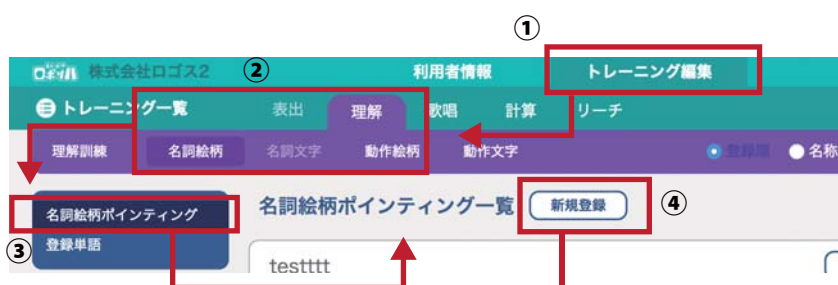 ①
ロゴリハ 株式会社ロゴス2 ② 利用者情報 トレーニング編集
トレーニング一覧 表出 理解 歌唱 計算 リーチ
理解訓練 名詞絵柄 名詞文字 動作絵柄 動作文字 登録順 名称
名詞絵柄ポインティング 名詞絵柄ポインティング一覧 新規登録 ④
③ 登録単語
testttt